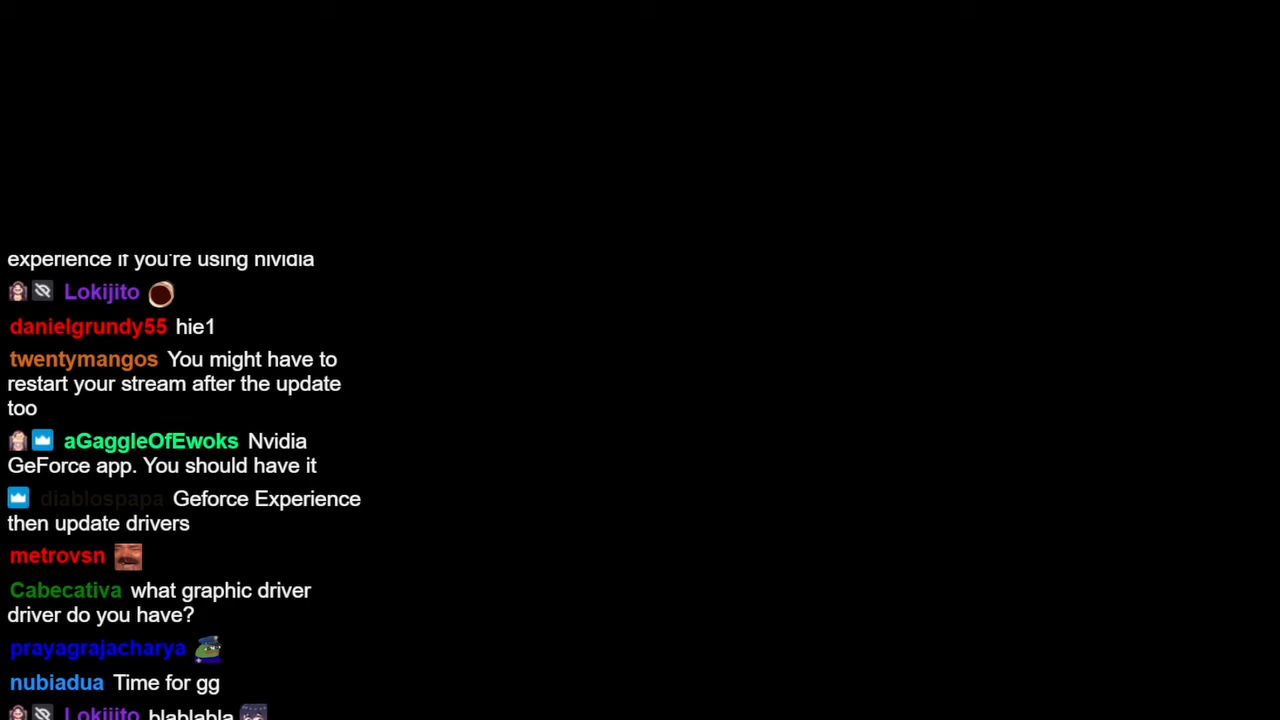 experience if you're using nividia
Lokijito
danielgrundy55 hie1
twentymangos You might have to
restart your stream after the update
too
aGaggleOfEwoks Nvidia
GeForce app. You should have it
diablospapa Geforce Experience
then update drivers
metrovsn
Cabecativa what graphic driver
driver do you have?
prayagrajacharya
nubiadua Time for gg
Lokijito blablabla